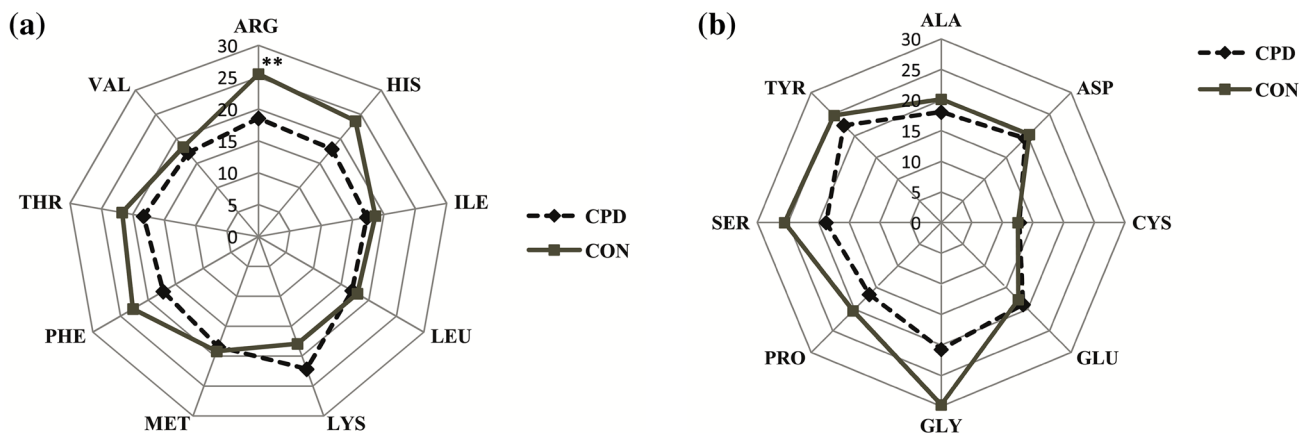 (a)
ARG
HIS
ILE
LEU
LYS
MET
PHE
THR
VAL
30
25
20
15
10
5
0
**
CPD
CON
(b)
ALA
ASP
CYS
GLU
GLY
PRO
SER
TYR
30
25
20
15
10
5
0
CPD
CON